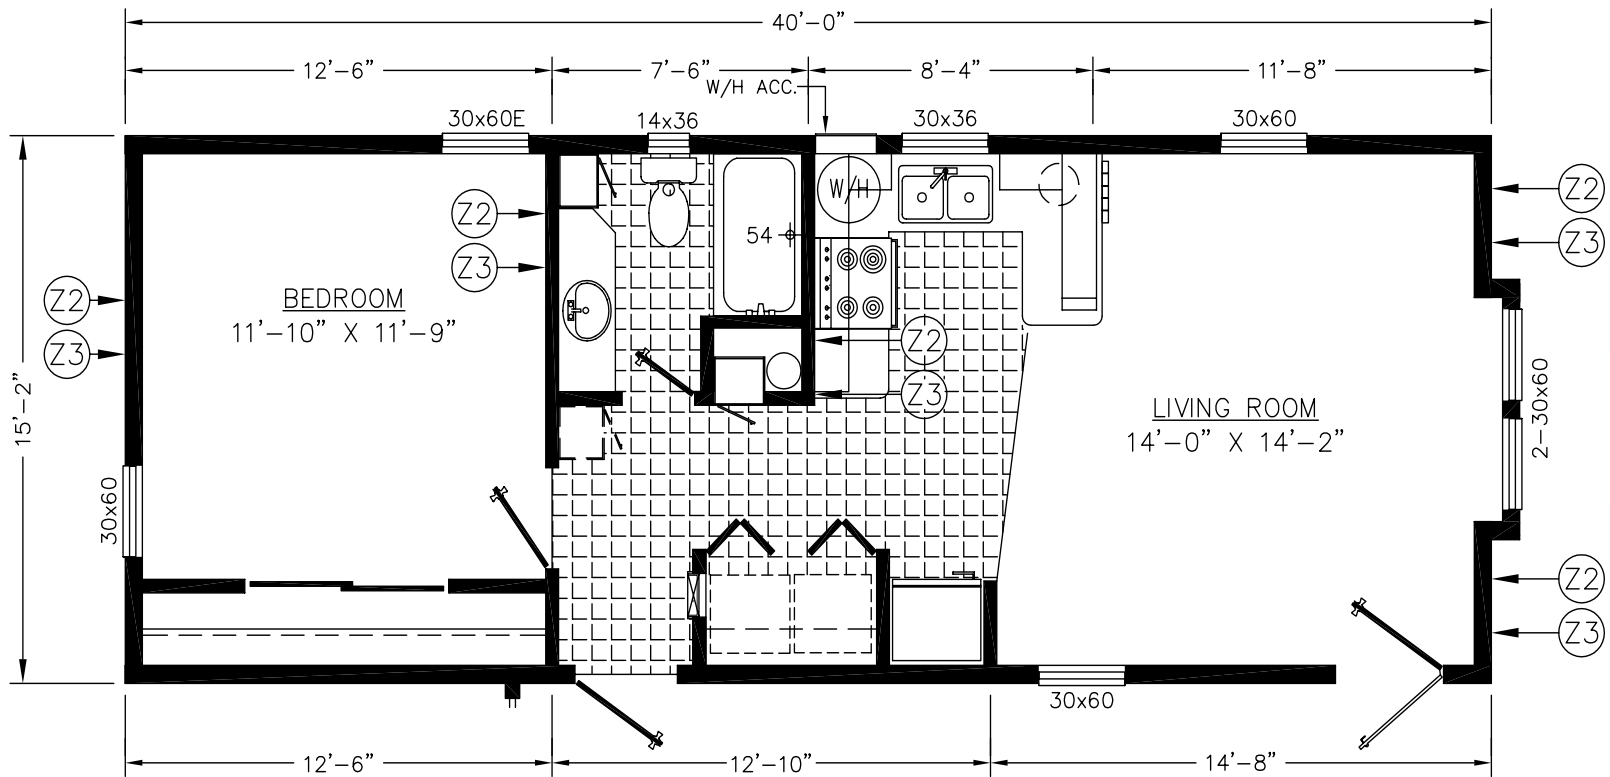 40'-0"
12'-6"
7'-6"
8'-4"
11'-8"
W/H ACC.
30x60E
14x36
30x36
30x60
Z2
Z3
W/H
54
Z2
Z3
Z2
Z3
BEDROOM
11'-10" X 11'-9"
Z2
Z3
15'-2"
LIVING ROOM
14'-0" X 14'-2"
2-30x60
30x60
Z2
Z3
30x60
12'-6"
12'-10"
14'-8"